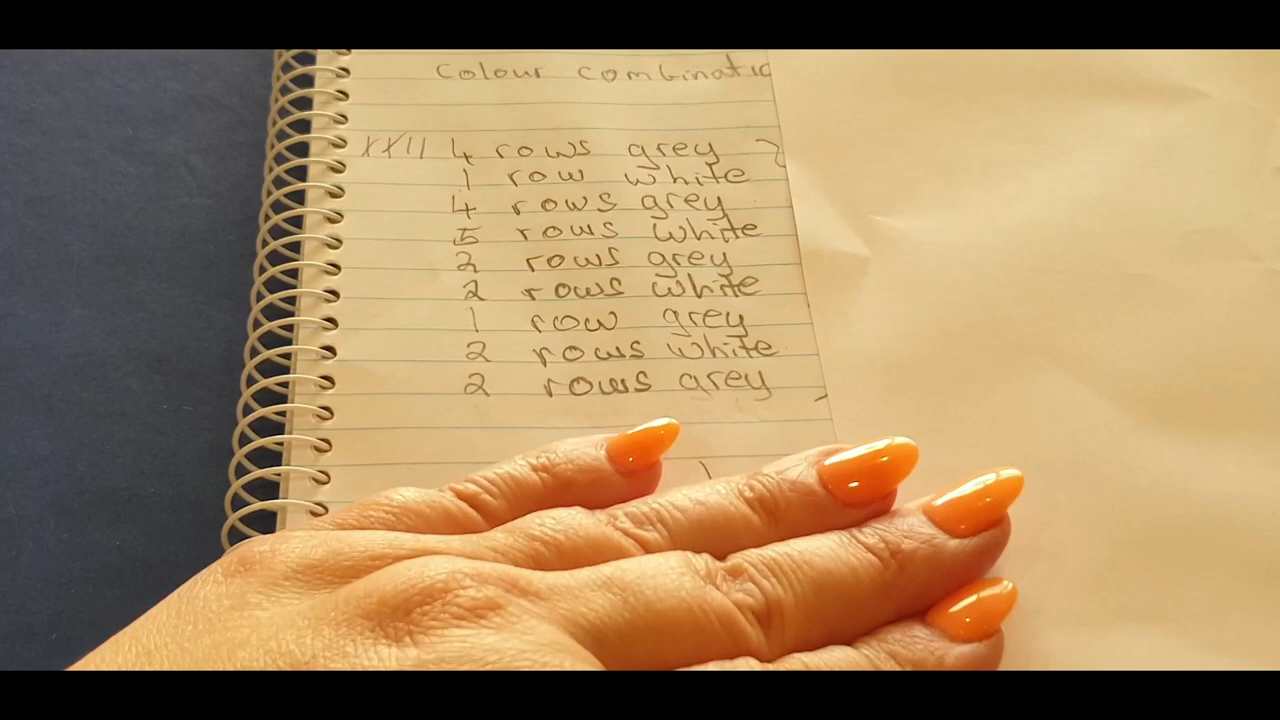 Colour combinatio
XXII 4 rows grey }
1 row white
4 rows grey
5 rows white
2 rows grey
2 rows white
1 row grey
2 rows white
2 rows grey